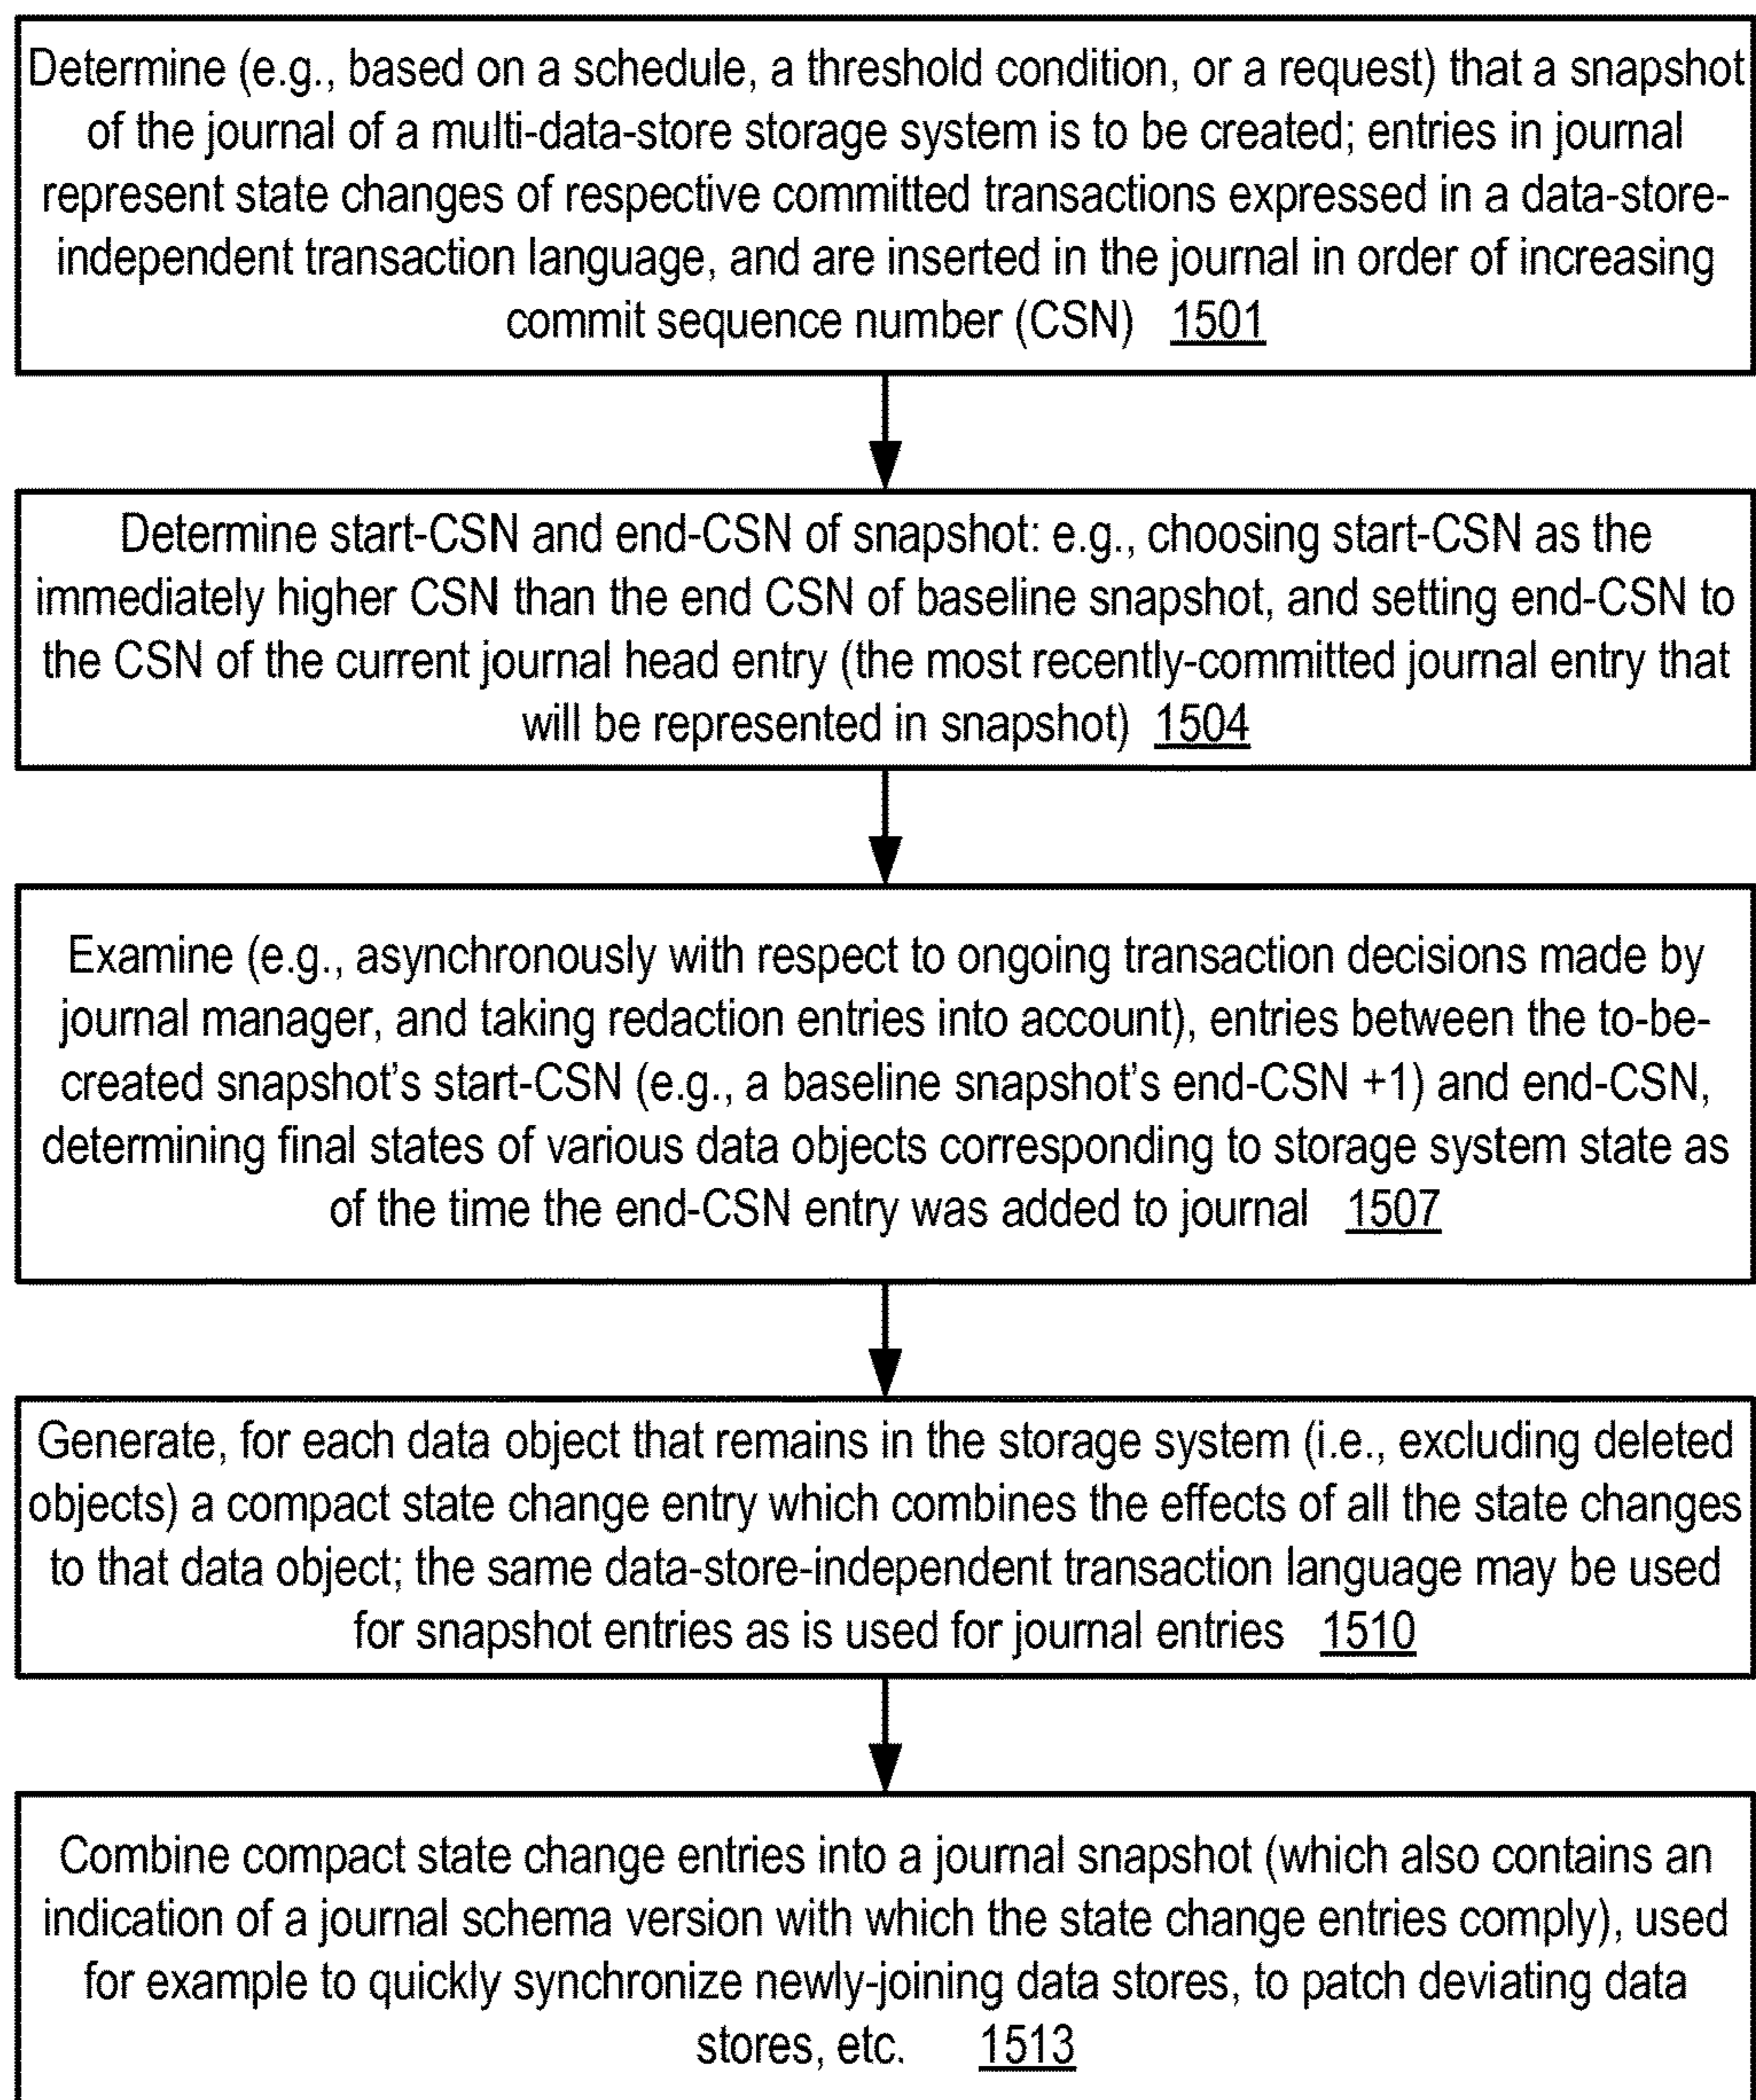 Determine (e.g., based on a schedule, a threshold condition, or a request) that a snapshot
of the journal of a multi-data-store storage system is to be created; entries in journal
represent state changes of respective committed transactions expressed in a data-store-
independent transaction language, and are inserted in the journal in order of increasing
commit sequence number (CSN) 1501
Determine start-CSN and end-CSN of snapshot: e.g., choosing start-CSN as the
immediately higher CSN than the end CSN of baseline snapshot, and setting end-CSN to
the CSN of the current journal head entry (the most recently-committed journal entry that
will be represented in snapshot) 1504
Examine (e.g., asynchronously with respect to ongoing transaction decisions made by
journal manager, and taking redaction entries into account), entries between the to-be-
created snapshot's start-CSN (e.g., a baseline snapshot's end-CSN +1) and end-CSN,
determining final states of various data objects corresponding to storage system state as
of the time the end-CSN entry was added to journal 1507
Generate, for each data object that remains in the storage system (i.e., excluding deleted
objects) a compact state change entry which combines the effects of all the state changes
to that data object; the same data-store-independent transaction language may be used
for snapshot entries as is used for journal entries 1510
Combine compact state change entries into a journal snapshot (which also contains an
indication of a journal schema version with which the state change entries comply), used
for example to quickly synchronize newly-joining data stores, to patch deviating data
stores, etc. 1513